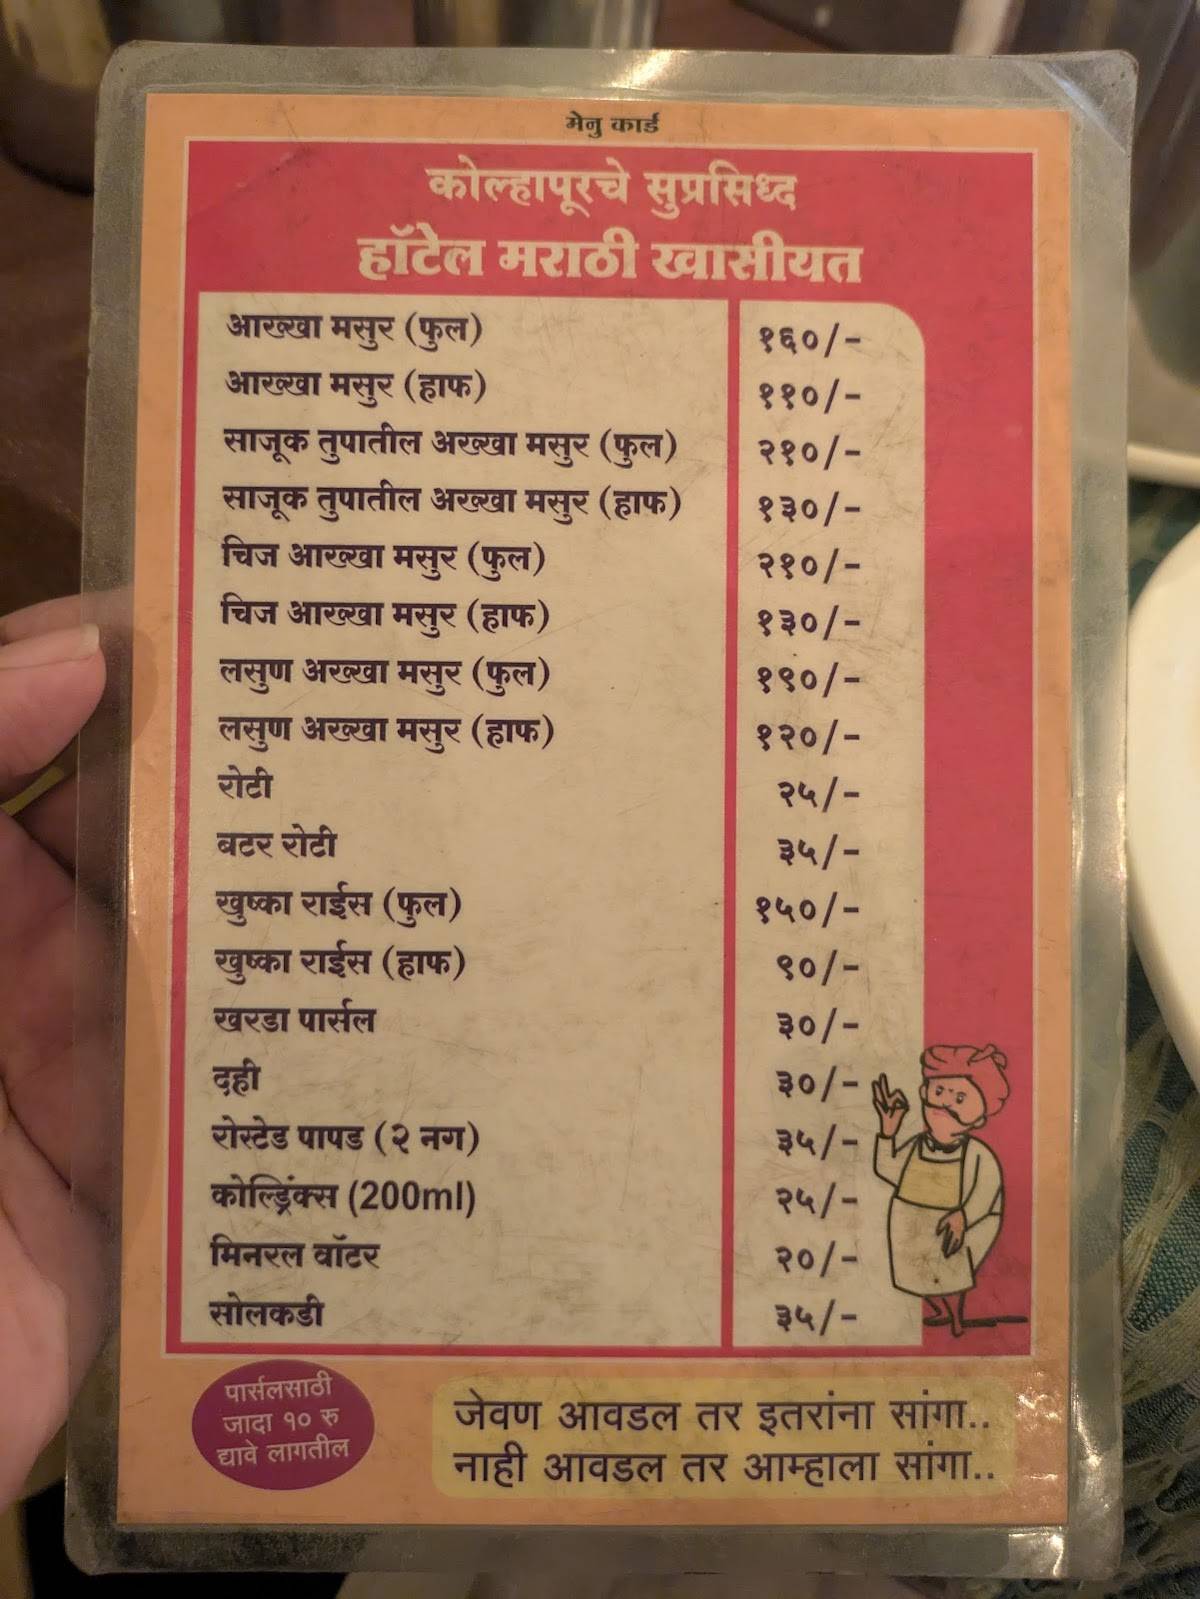 मेनु कार्ड
कोल्हापूरचे सुप्रसिध्द
हॉटेल मराठी खासीयत
आख्खा मसुर (फुल) १६०/-
आख्खा मसुर (हाफ) ११०/-
साजूक तुपातील अख्खा मसुर (फुल) २१०/-
साजूक तुपातील अख्खा मसुर (हाफ) १३०/-
चिज आख्खा मसुर (फुल) २१०/-
चिज आख्खा मसुर (हाफ) १३०/-
लसुण अख्खा मसुर (फुल) १९०/-
लसुण अख्खा मसुर (हाफ) १२०/-
रोटी २५/-
बटर रोटी ३५/-
खुष्का राईस (फुल) १५०/-
खुष्का राईस (हाफ) ९०/-
खरडा पार्सल ३०/-
दही ३०/-
रोस्टेड पापड (२ नग) ३५/-
कोल्ड्रिंक्स (200ml) २५/-
मिनरल वॉटर २०/-
सोलकडी ३५/-
पार्सलसाठी
जादा १० रु
द्यावे लागतील
जेवण आवडल तर इतरांना सांगा..
नाही आवडल तर आम्हाला सांगा..